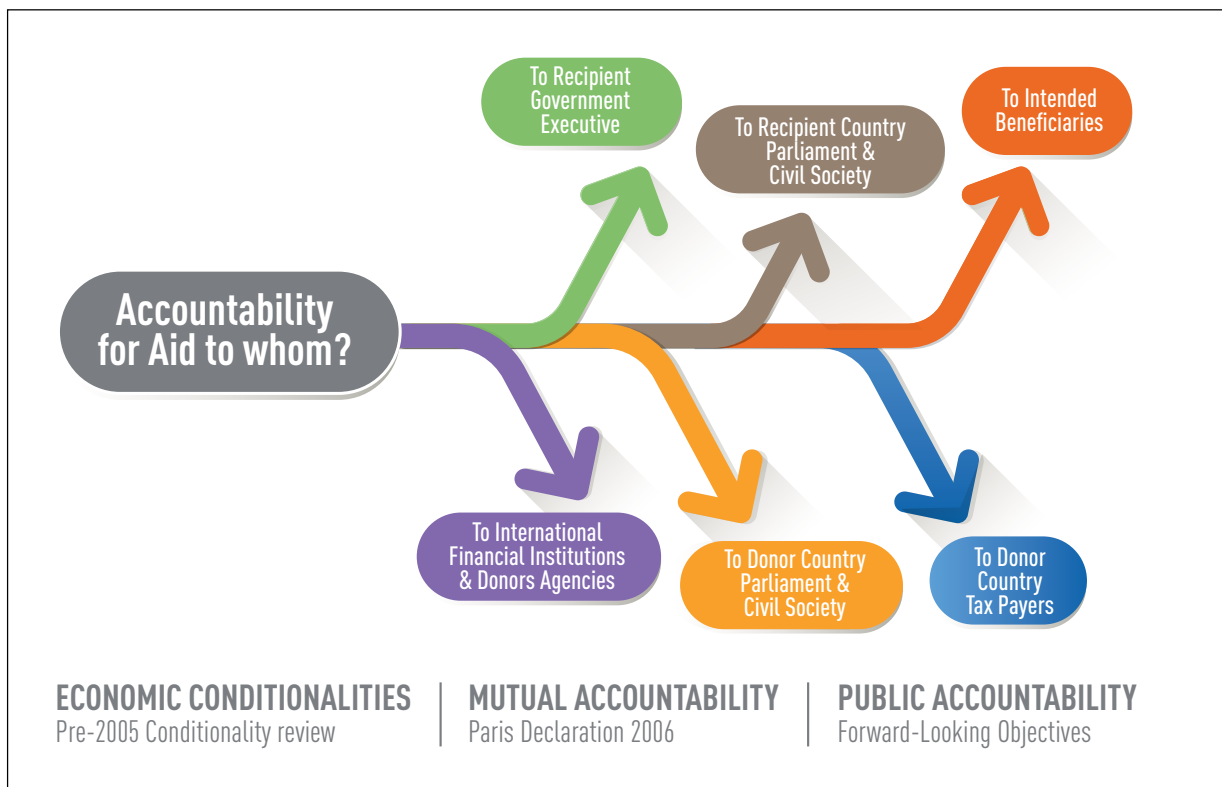 Accountability
for Aid to whom?
To Recipient
Government
Executive
To Recipient Country
Parliament &
Civil Society
To Intended
Beneficiaries
To International
Financial Institutions
& Donors Agencies
To Donor Country
Parliament &
Civil Society
To Donor
Country
Tax Payers
ECONOMIC CONDITIONALITIES
Pre-2005 Conditionality review
MUTUAL ACCOUNTABILITY
Paris Declaration 2006
PUBLIC ACCOUNTABILITY
Forward-Looking Objectives